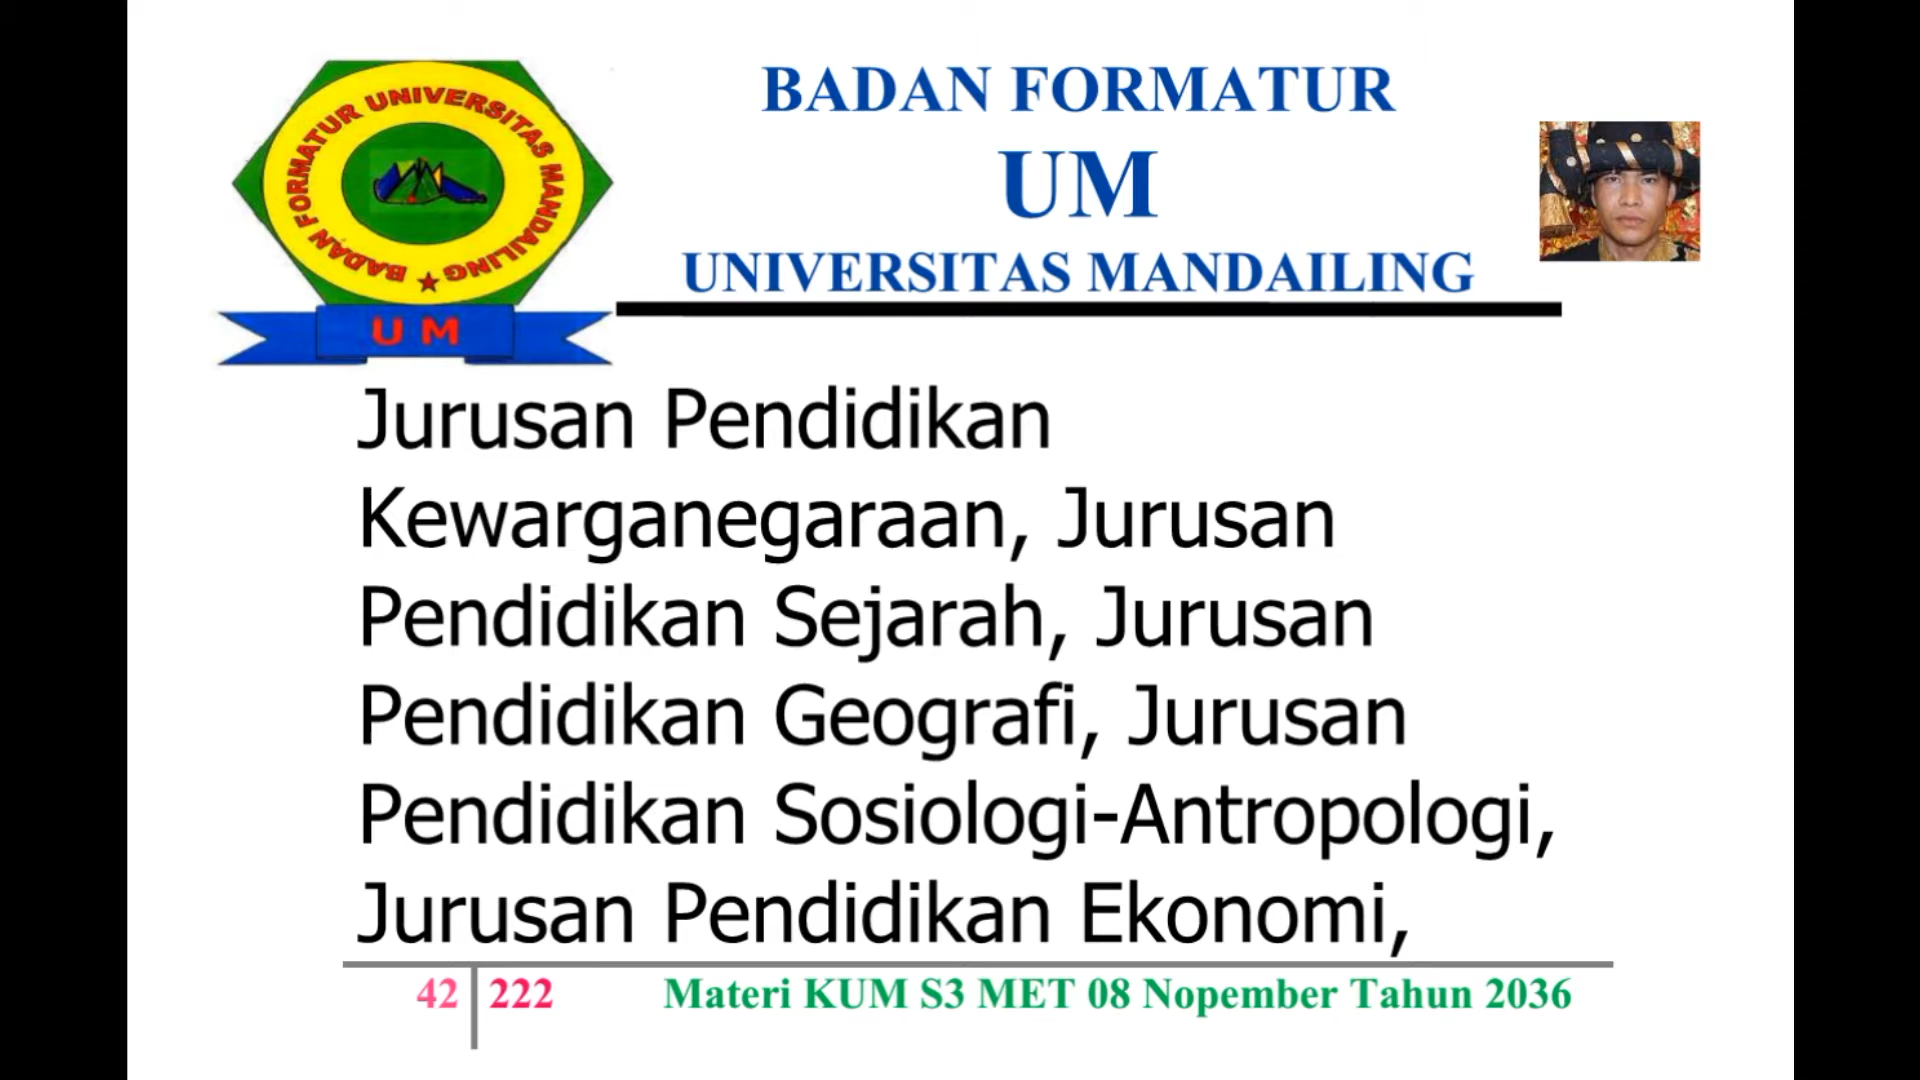 BADAN FORMATUR UNIVERSITAS MANDAILING
U M
BADAN FORMATUR
UM
UNIVERSITAS MANDAILING
Jurusan Pendidikan
Kewarganegaraan, Jurusan
Pendidikan Sejarah, Jurusan
Pendidikan Geografi, Jurusan
Pendidikan Sosiologi-Antropologi,
Jurusan Pendidikan Ekonomi,
42 222 Materi KUM S3 MET 08 Nopember Tahun 2036